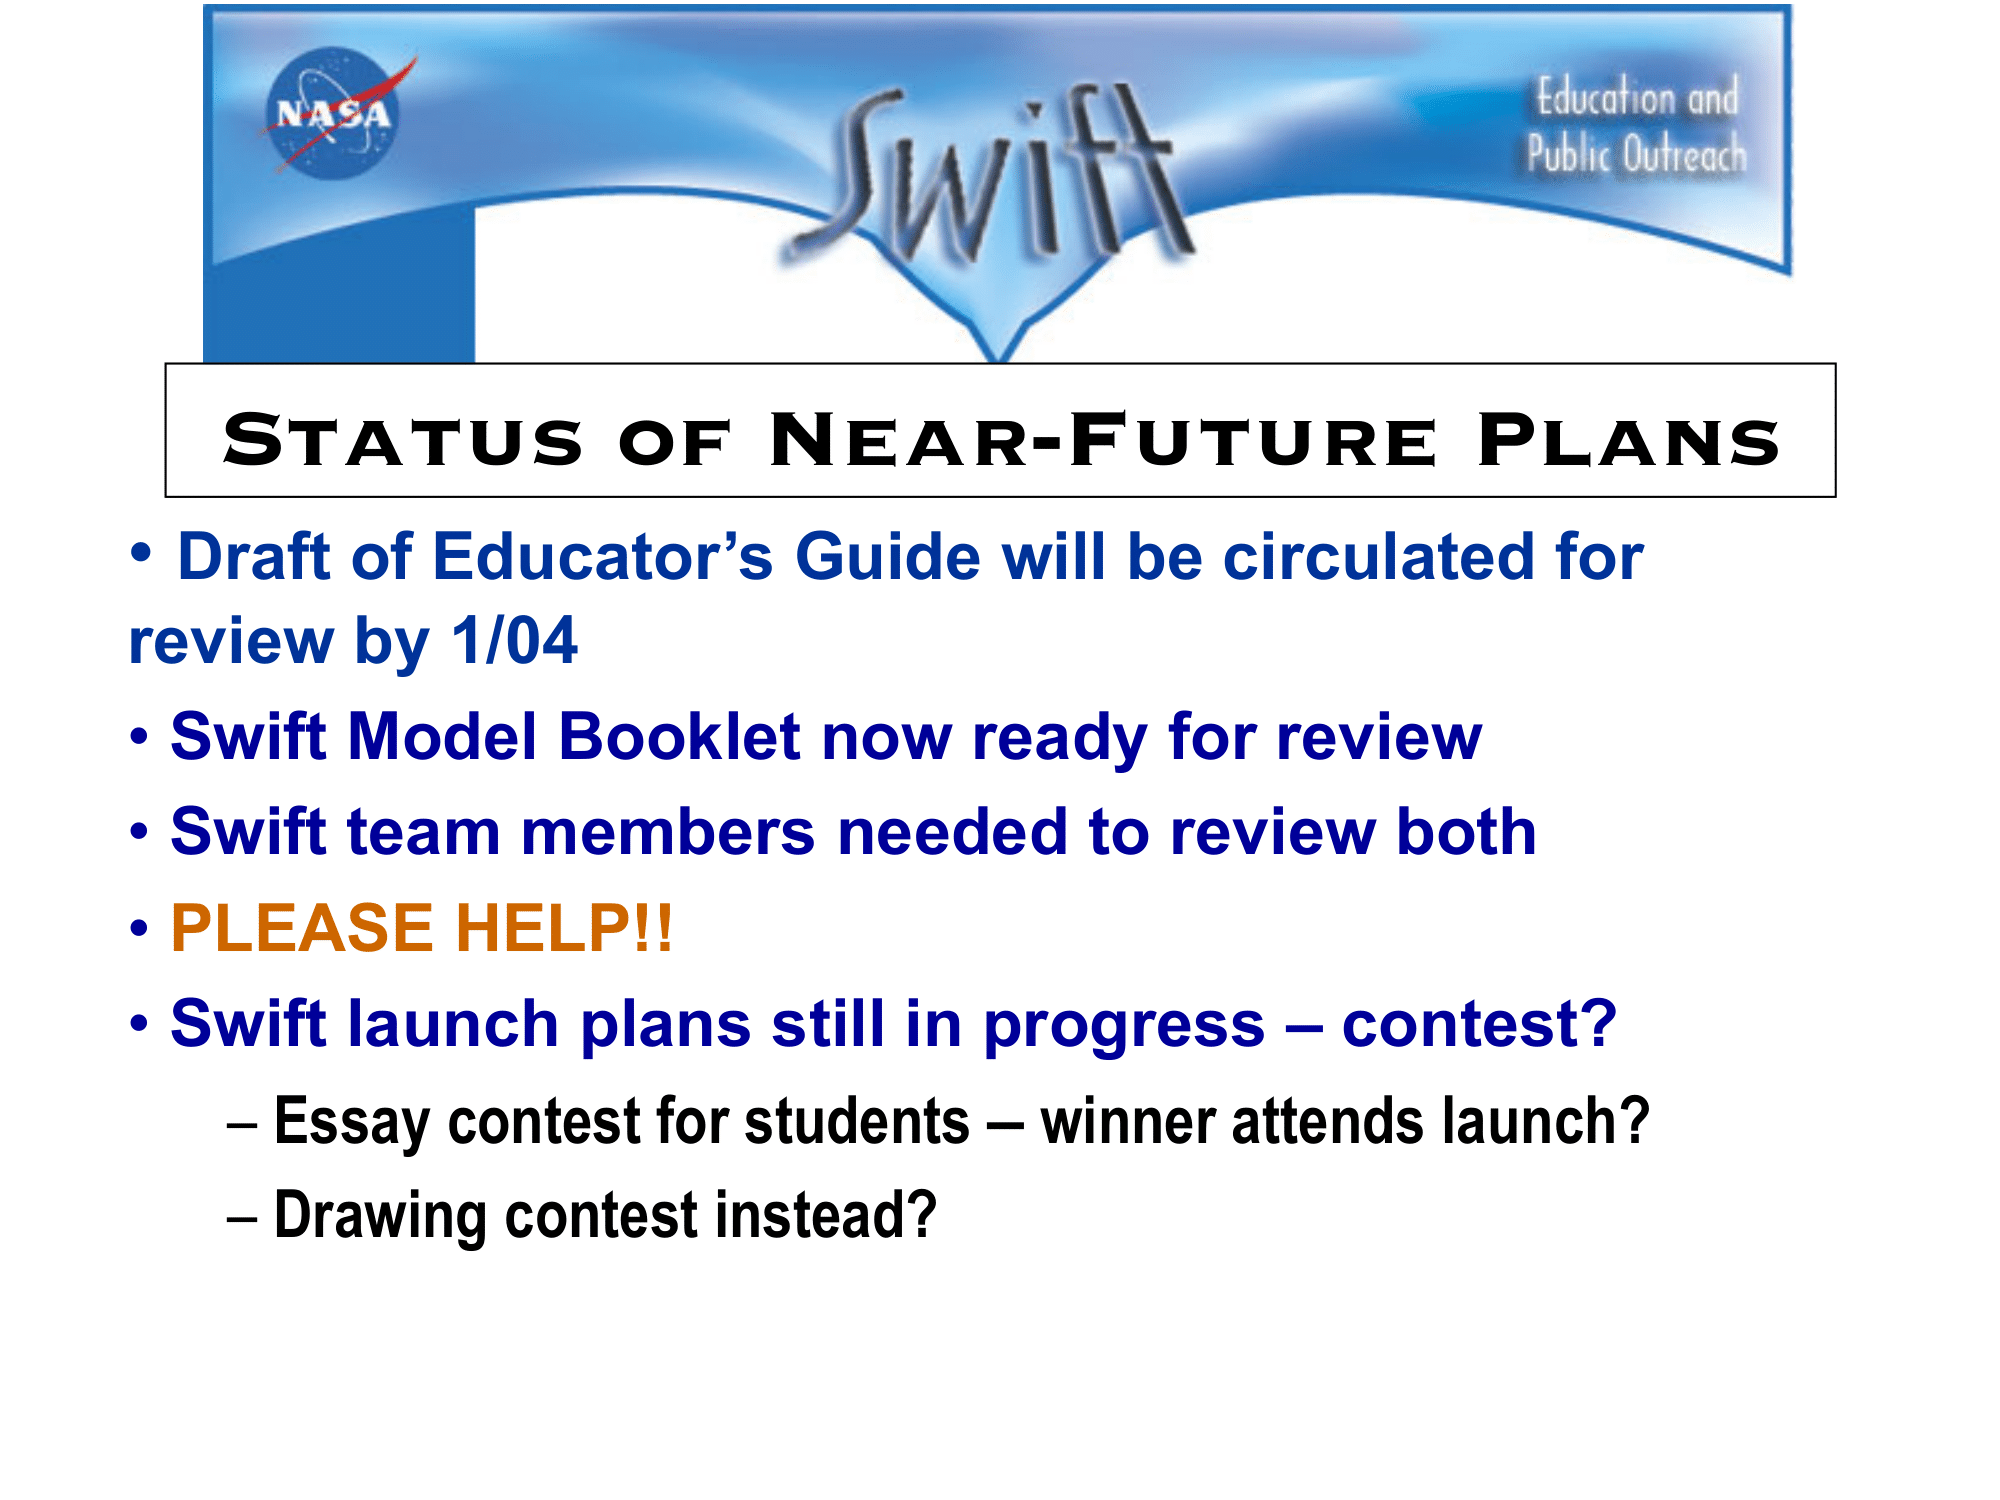 NASA
Swift
Education and
Public Outreach
Status of Near-Future Plans
• Draft of Educator’s Guide will be circulated for
review by 1/04
• Swift Model Booklet now ready for review
• Swift team members needed to review both
• PLEASE HELP!!
• Swift launch plans still in progress – contest?
– Essay contest for students – winner attends launch?
– Drawing contest instead?